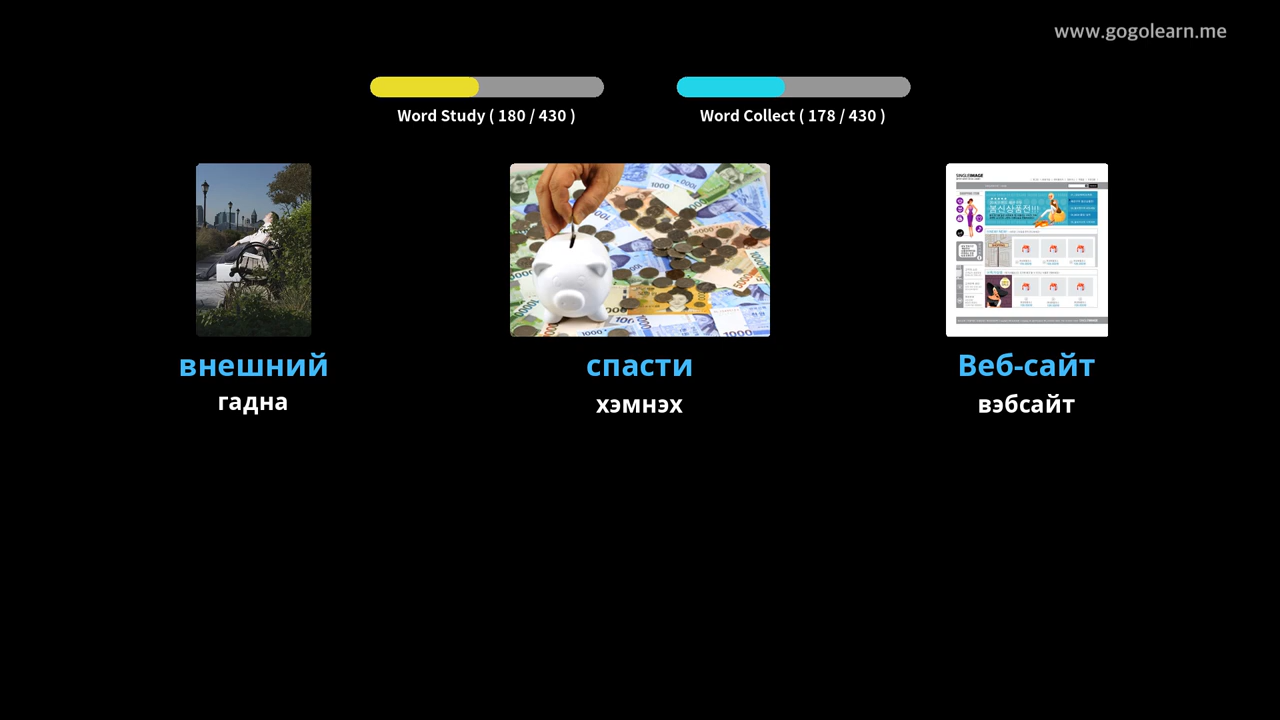 www.gogolearn.me
Word Study ( 180 / 430 )
Word Collect ( 178 / 430 )
внешний
спасти
Веб-сайт
гадна
хэмнэх
вэбсайт